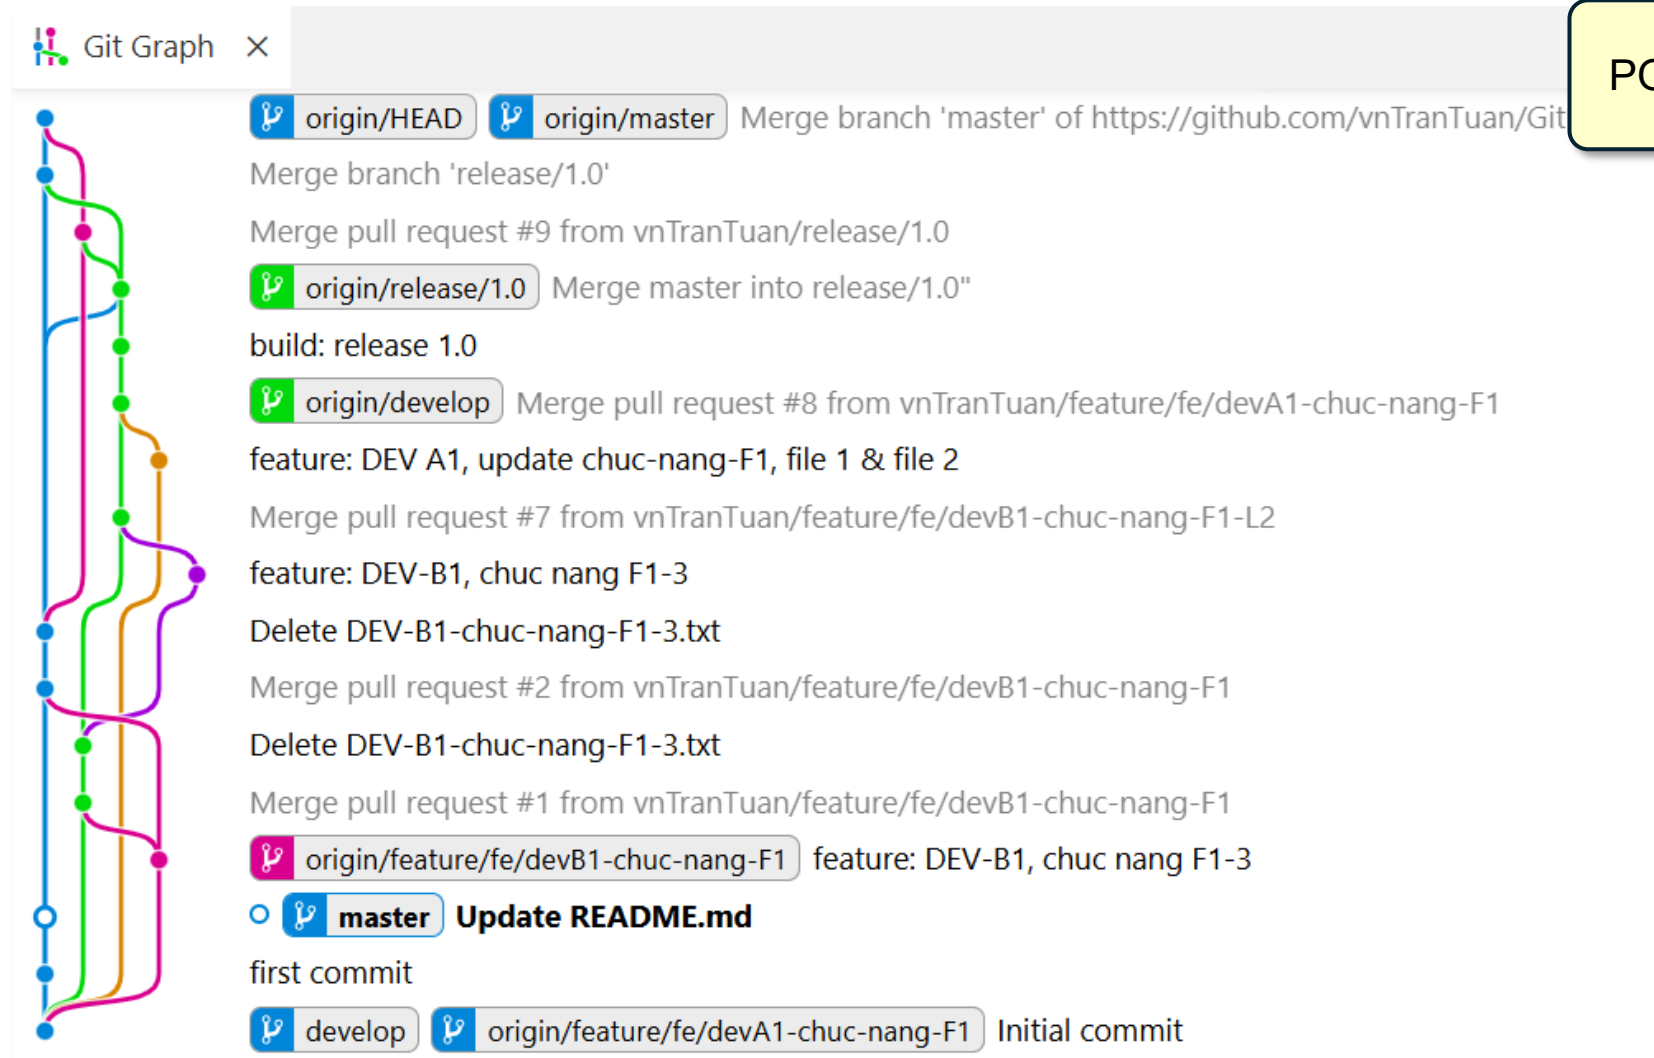 Git Graph ×
origin/HEAD origin/master Merge branch 'master' of https://github.com/vnTranTuan/Git
Merge branch 'release/1.0'
Merge pull request #9 from vnTranTuan/release/1.0
origin/release/1.0 Merge master into release/1.0"
build: release 1.0
origin/develop Merge pull request #8 from vnTranTuan/feature/fe/devA1-chuc-nang-F1
feature: DEV A1, update chuc-nang-F1, file 1 & file 2
Merge pull request #7 from vnTranTuan/feature/fe/devB1-chuc-nang-F1-L2
feature: DEV-B1, chuc nang F1-3
Delete DEV-B1-chuc-nang-F1-3.txt
Merge pull request #2 from vnTranTuan/feature/fe/devB1-chuc-nang-F1
Delete DEV-B1-chuc-nang-F1-3.txt
Merge pull request #1 from vnTranTuan/feature/fe/devB1-chuc-nang-F1
origin/feature/fe/devB1-chuc-nang-F1 feature: DEV-B1, chuc nang F1-3
master Update README.md
first commit
develop origin/feature/fe/devA1-chuc-nang-F1 Initial commit